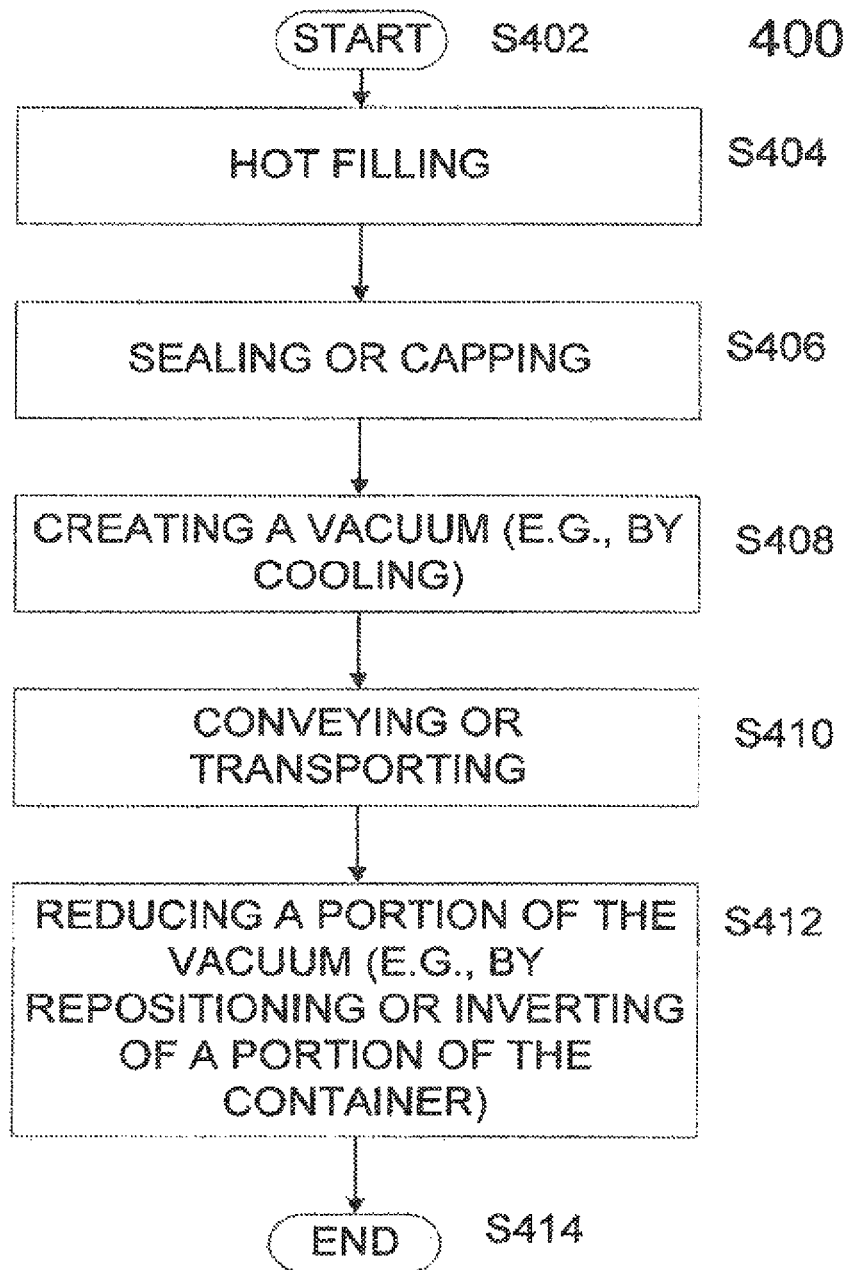 START S402 400
HOT FILLING S404
SEALING OR CAPPING S406
CREATING A VACUUM (E.G., BY
COOLING) S408
CONVEYING OR
TRANSPORTING S410
REDUCING A PORTION OF THE
VACUUM (E.G., BY
REPOSITIONING OR INVERTING
OF A PORTION OF THE
CONTAINER) S412
END S414